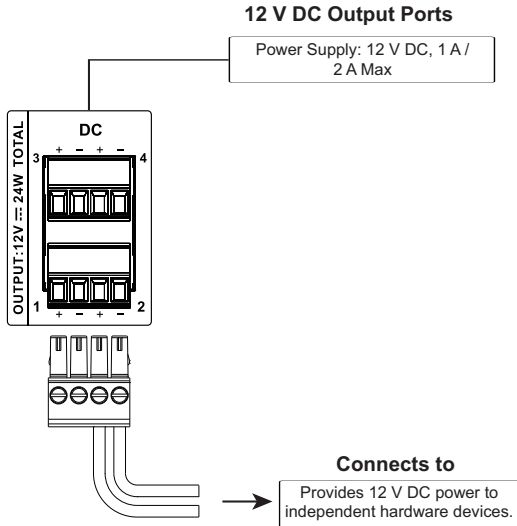 12 V DC Output Ports
Power Supply: 12 V DC, 1 A /
2 A Max
OUTPUT:12V ⎓ 24W TOTAL
DC
+ − + −
3 4
1 2
+ − + −
Connects to
Provides 12 V DC power to
independent hardware devices.